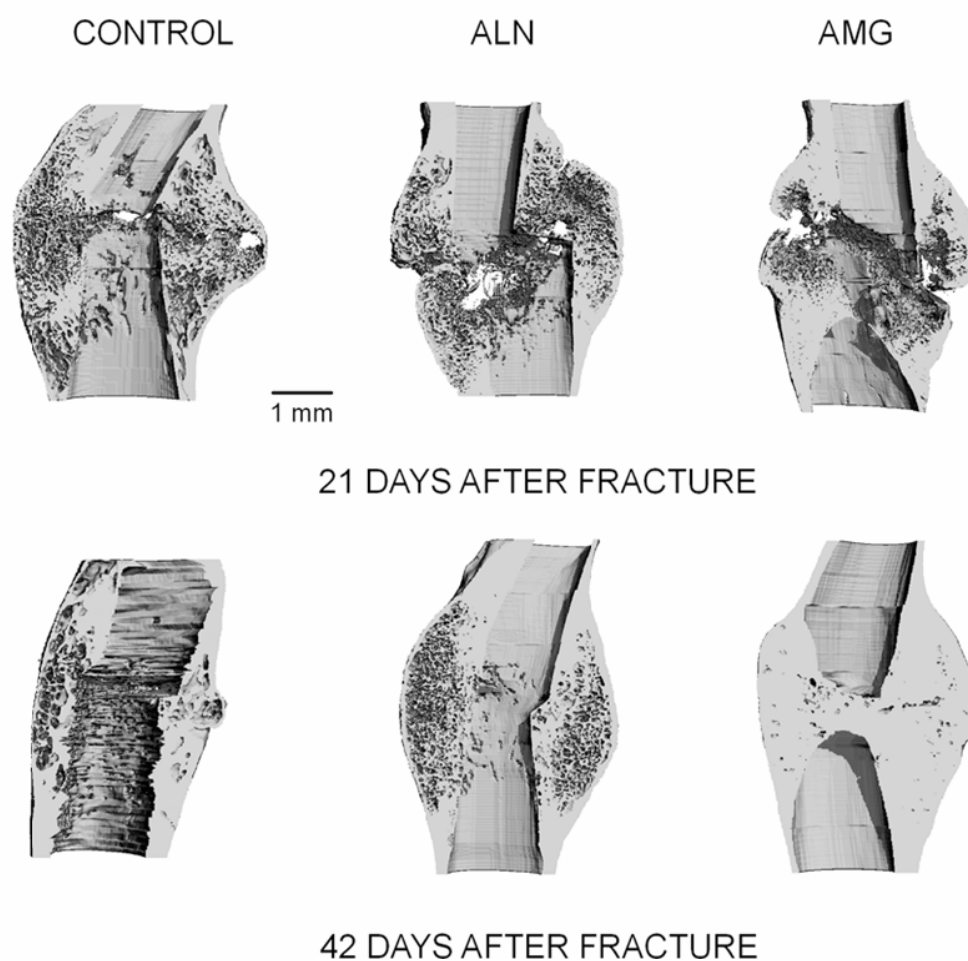 CONTROL ALN AMG
1 mm
21 DAYS AFTER FRACTURE
42 DAYS AFTER FRACTURE